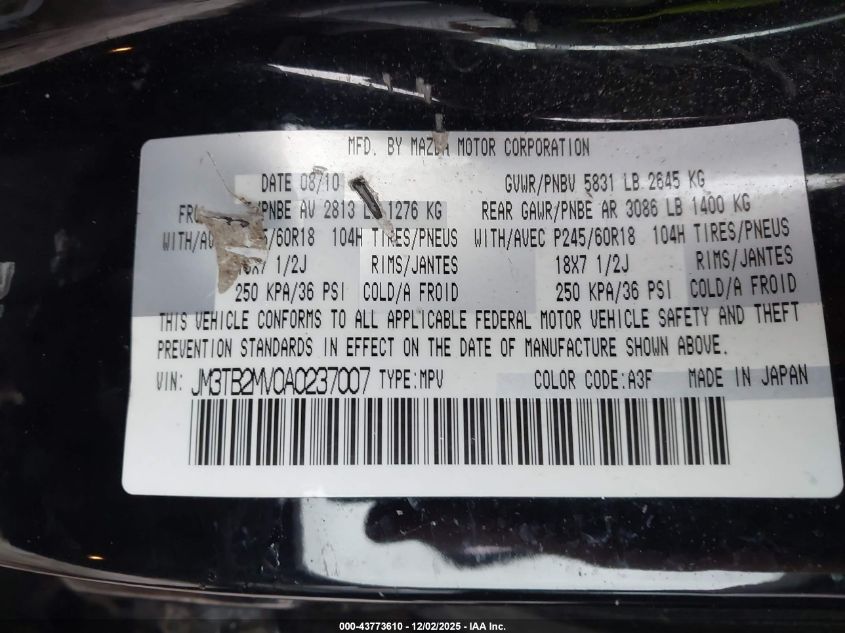 MFD. BY MAZDA MOTOR CORPORATION
DATE 08/10 GVWR/PNBV 5831 LB 2645 KG
/PNBE AV 2813 1276 KG REAR GAWR/PNBE AR 3086 LB 1400 KG
/60R18 104H TIRES/PNEUS WITH/AVEC P245/60R18 104H TIRES/PNEUS
18X7 1/2J RIMS/JANTES 18X7 1/2J RIMS/JANTES
250 KPA/36 PSI COLD/A FROID 250 KPA/36 PSI COLD/A FROID
THIS VEHICLE CONFORMS TO ALL APPLICABLE FEDERAL MOTOR VEHICLE SAFETY AND THEFT
PREVENTION STANDARDS IN EFFECT ON THE DATE OF MANUFACTURE SHOWN ABOVE.
VIN: JM3TB2MV0A0237007 TYPE:MPV COLOR CODE:A3F MADE IN JAPAN
000-43773610 - 12/02/2025 - IAA Inc.